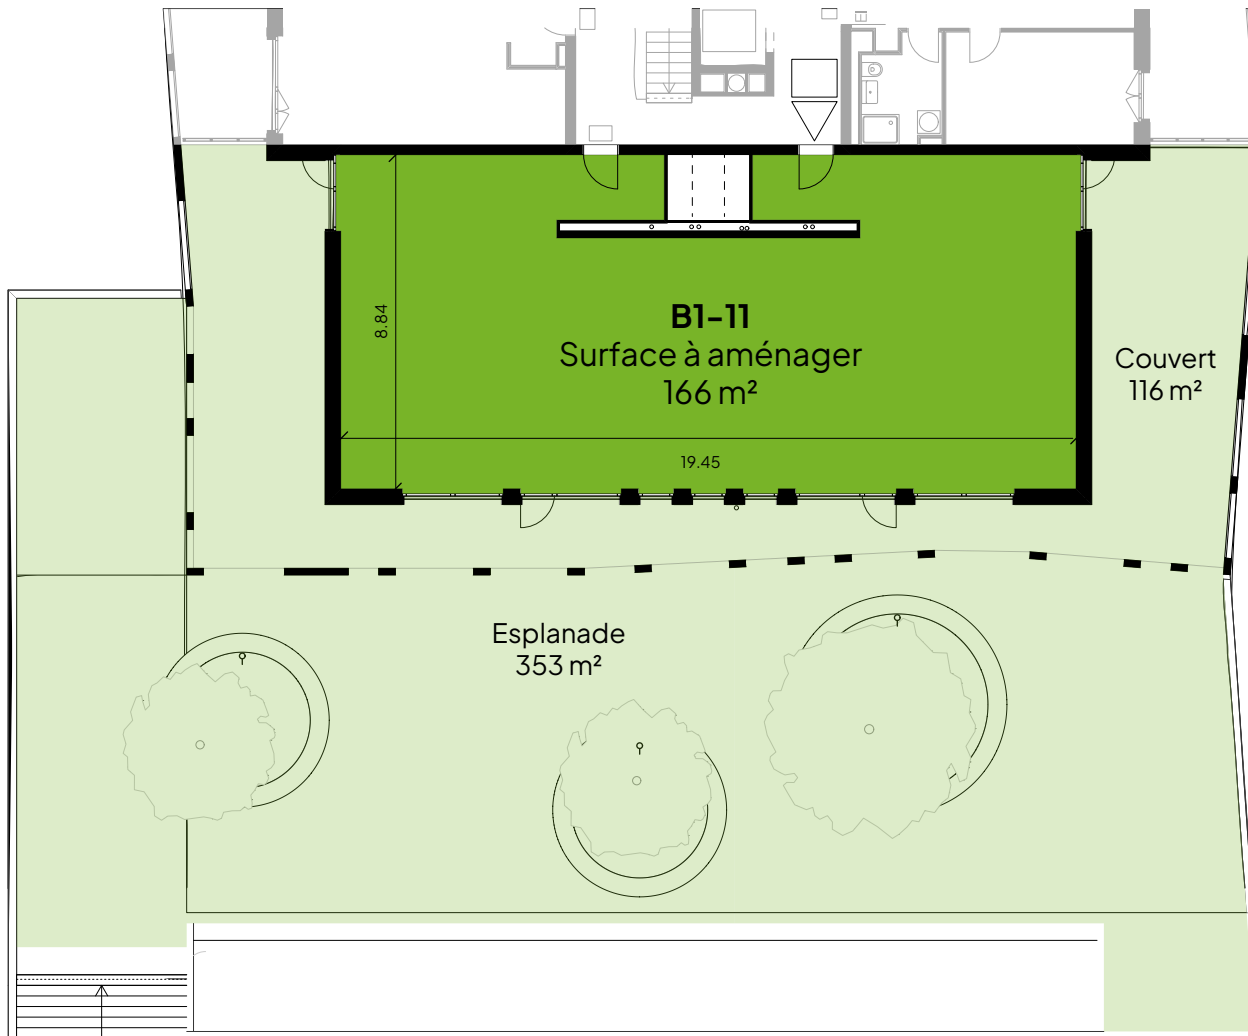 B1-11
Surface à aménager
166 m²
8.84
19.45
Couvert
116 m²
Esplanade
353 m²